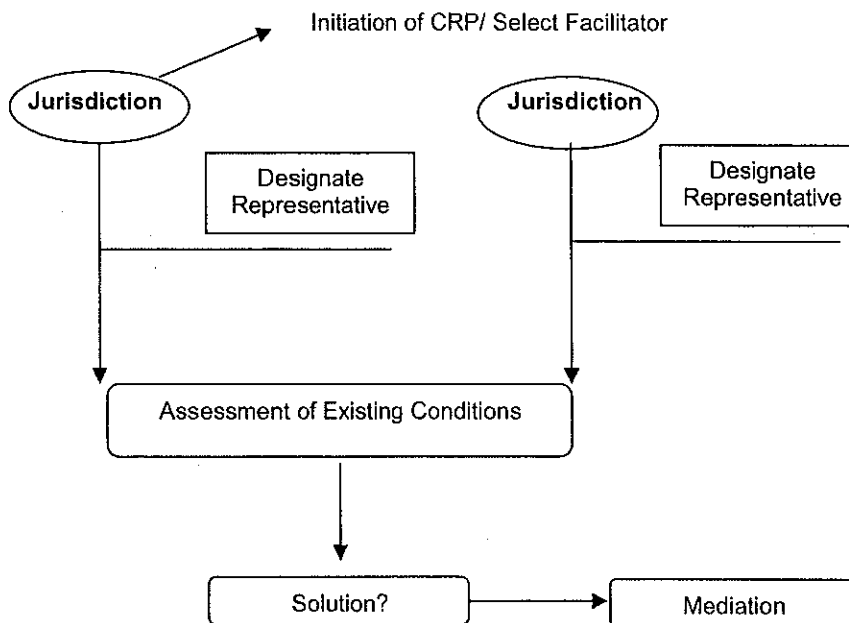 Initiation of CRP/ Select Facilitator
Jurisdiction
Jurisdiction
Designate
Representative
Designate
Representative
Assessment of Existing Conditions
Solution?
Mediation